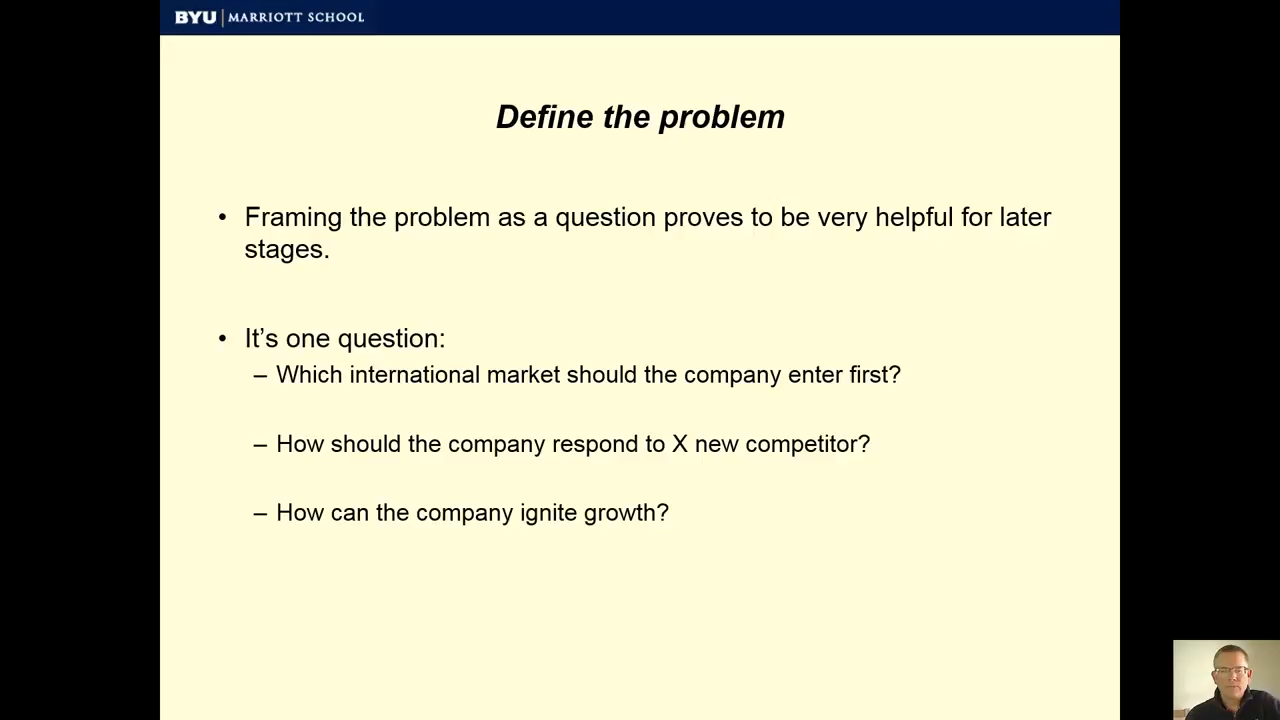 BYU | MARRIOTT SCHOOL
Define the problem
• Framing the problem as a question proves to be very helpful for later
stages.
• It’s one question:
– Which international market should the company enter first?
– How should the company respond to X new competitor?
– How can the company ignite growth?